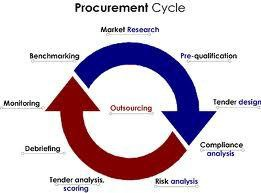 Procurement Cycle
Market Research
Benchmarking
Pre-qualification
Monitoring
Outsourcing
Tender design
Debriefing
Compliance
analysis
Tender analysis,
scoring
Risk analysis